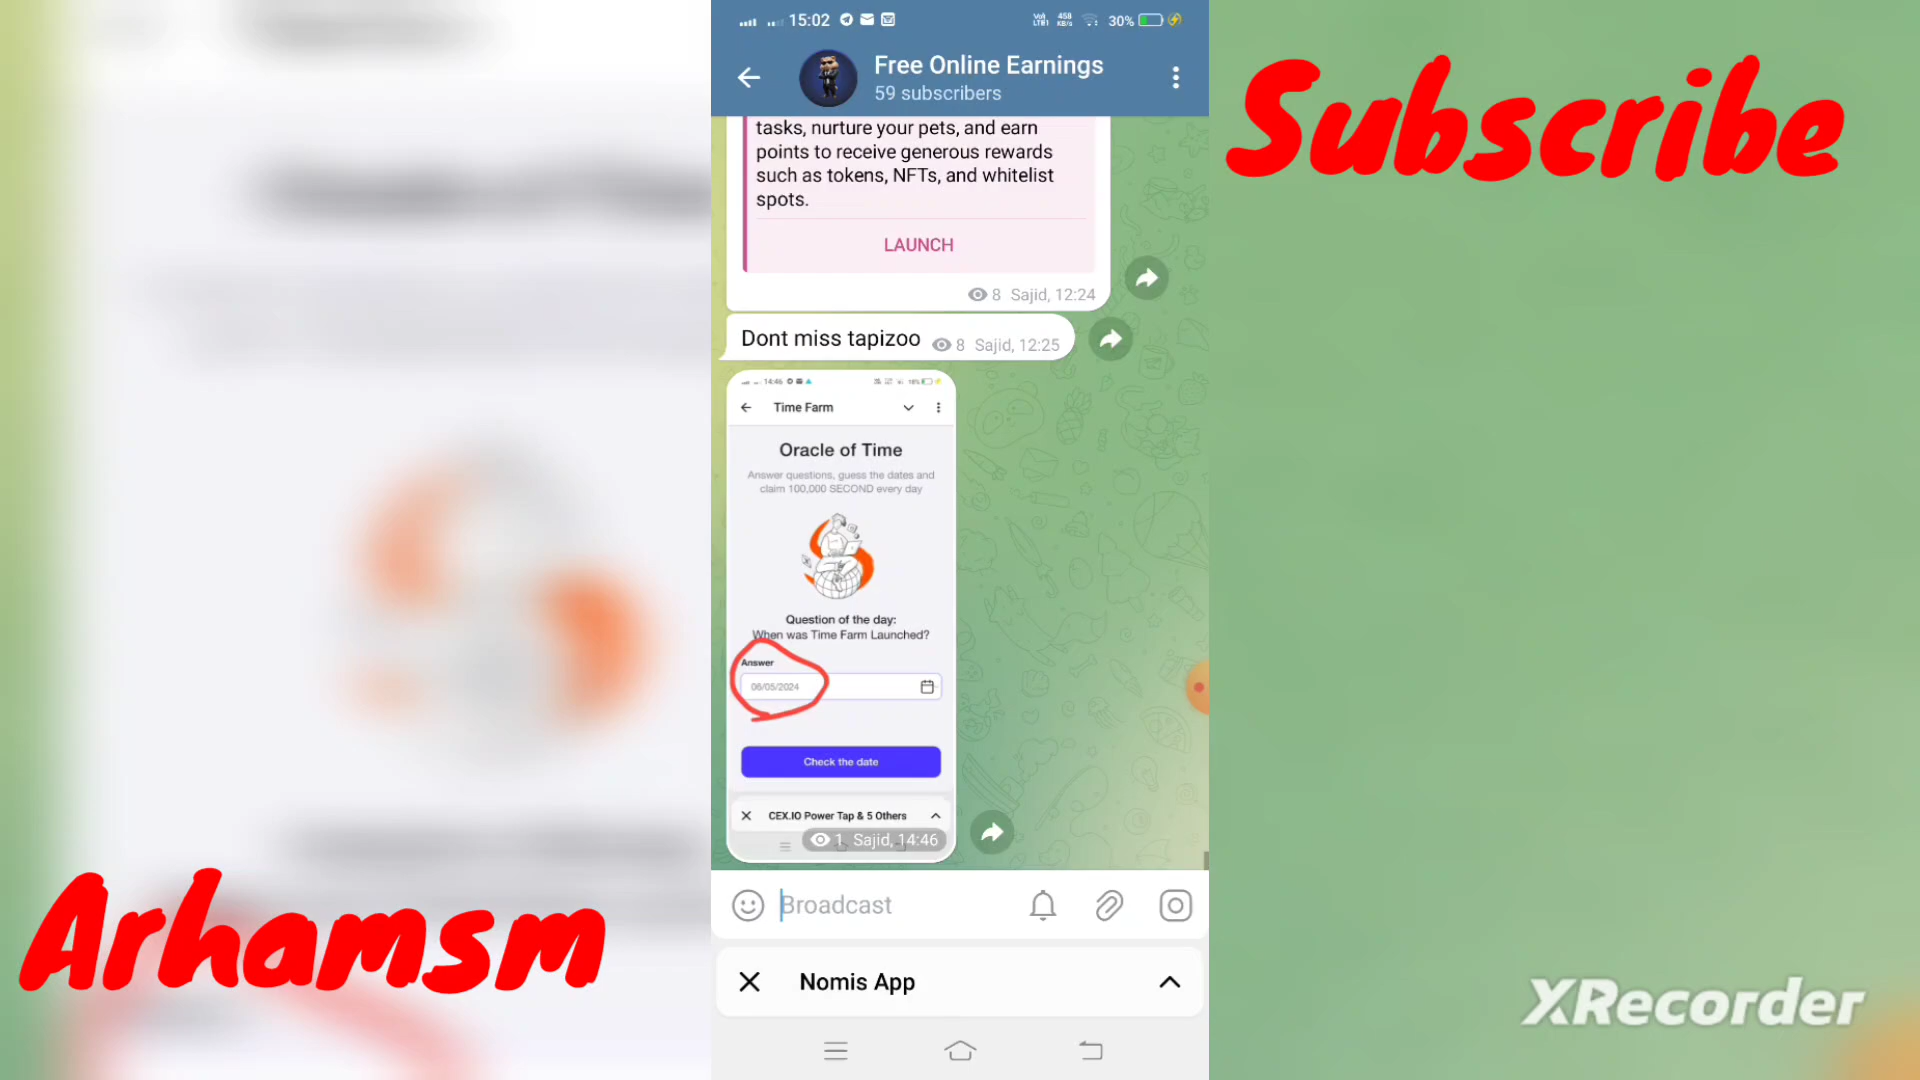 15:02
458
KB/s
30%
Free Online Earnings
59 subscribers
tasks, nurture your pets, and earn
points to receive generous rewards
such as tokens, NFTs, and whitelist
spots.
LAUNCH
8 Sajid, 12:24
Dont miss tapizoo 8 Sajid, 12:25
14:46
Time Farm
Oracle of Time
Answer questions, guess the dates and
claim 100,000 SECOND every day
Question of the day:
When was Time Farm Launched?
Answer
06/05/2024
Check the date
CEX.IO Power Tap & 5 Others
1 Sajid, 14:46
Broadcast
Nomis App
Subscribe
Arhamsm
XRecorder